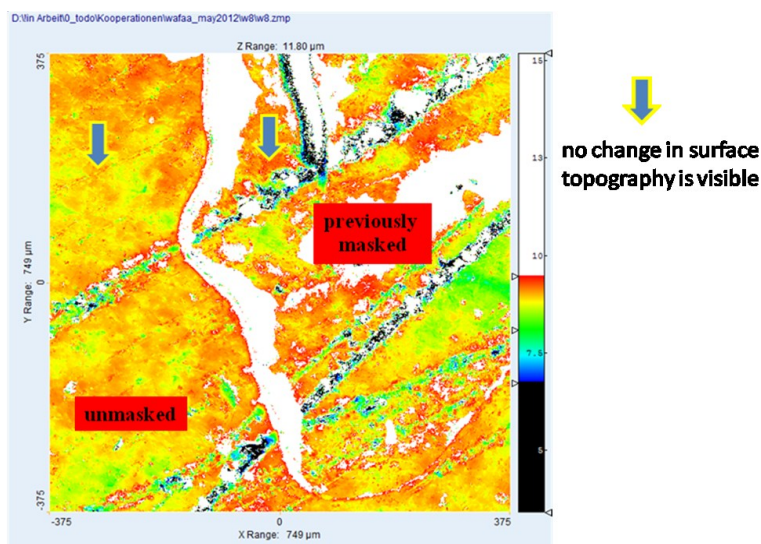 D:\!in Arbeit\0_todo\Kooperationen\wafaa_may2012\w8\w8.zmp
Z Range: 11.80 µm
375
15
13
10
7.5
5
no change in surface
topography is visible
previously
masked
unmasked
Y Range: 749 µm
0
-375
-375
0
375
X Range: 749 µm